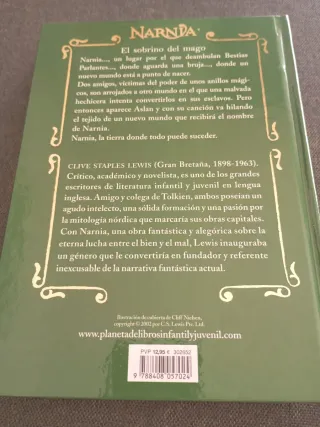 NARNIA
El sobrino del mago
Narnia..., un lugar por el que deambulan Bestias
Parlantes..., donde aguarda una bruja..., donde un
nuevo mundo está a punto de nacer.
Dos amigos, víctimas del poder de unos anillos mági-
cos, son arrojados a otro mundo en el que una malvada
hechicera intenta convertirlos en sus esclavos. Pero
entonces aparece Aslan y con su canción va hilando
el tejido de un nuevo mundo que recibirá el nombre
de Narnia.
Narnia, la tierra donde todo puede suceder.
CLIVE STAPLES LEWIS (Gran Bretaña, 1898-1963).
Crítico, académico y novelista, es uno de los grandes
escritores de literatura infantil y juvenil en lengua
inglesa. Amigo y colega de Tolkien, ambos poseían un
agudo intelecto, una sólida formación y una pasión por
la mitología nórdica que marcaría sus obras capitales.
Con Narnia, una obra fantástica y alegórica sobre la
eterna lucha entre el bien y el mal, Lewis inauguraba
un género que le convertiría en fundador y referente
inexcusable de la narrativa fantástica actual.
Ilustración de cubierta de Cliff Nielsen,
copyright © 2002 por C.S. Lewis Pte. Ltd.
www.planetadelibrosinfantilyjuvenil.com
PVP 12,95 € 302652
9 788408 057024